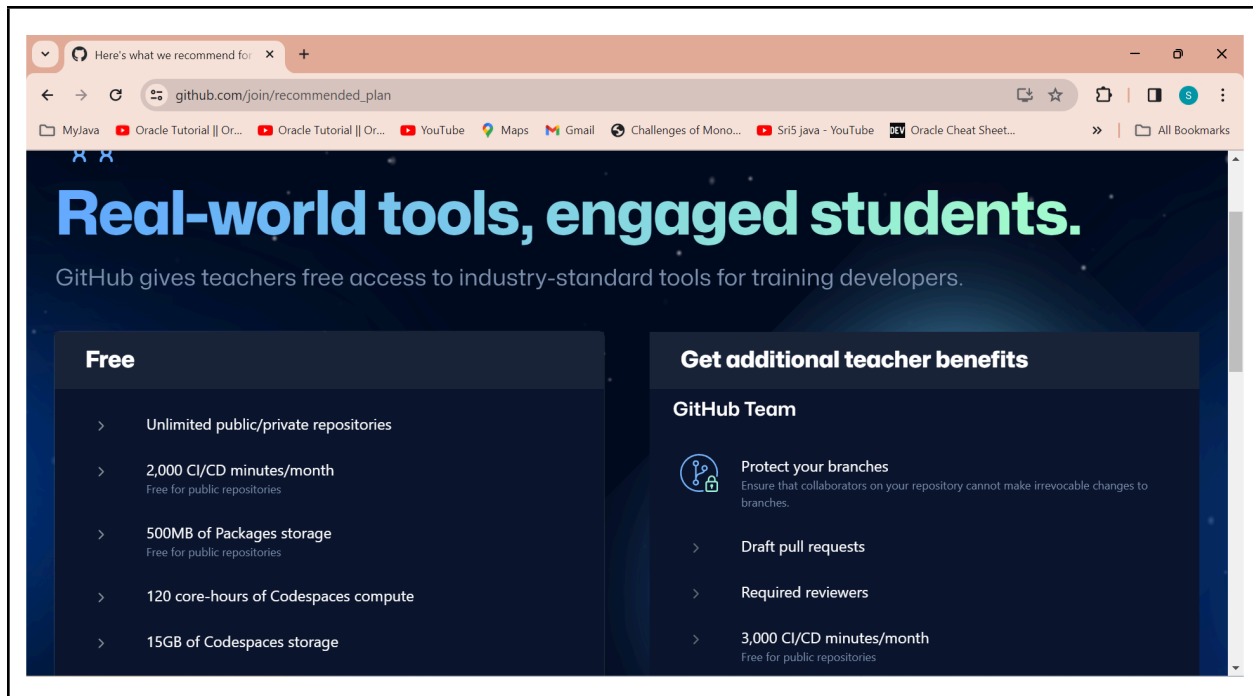 Here's what we recommend for
github.com/join/recommended_plan
S
MyJava
Oracle Tutorial || Or...
Oracle Tutorial || Or...
YouTube
Maps
Gmail
Challenges of Mono...
Sri5 java - YouTube
DEV
Oracle Cheat Sheet...
»
All Bookmarks
Real-world tools, engaged students.
GitHub gives teachers free access to industry-standard tools for training developers.
Free
Unlimited public/private repositories
2,000 CI/CD minutes/month
Free for public repositories
500MB of Packages storage
Free for public repositories
120 core-hours of Codespaces compute
15GB of Codespaces storage
Get additional teacher benefits
GitHub Team
Protect your branches
Ensure that collaborators on your repository cannot make irrevocable changes to
branches.
Draft pull requests
Required reviewers
3,000 CI/CD minutes/month
Free for public repositories